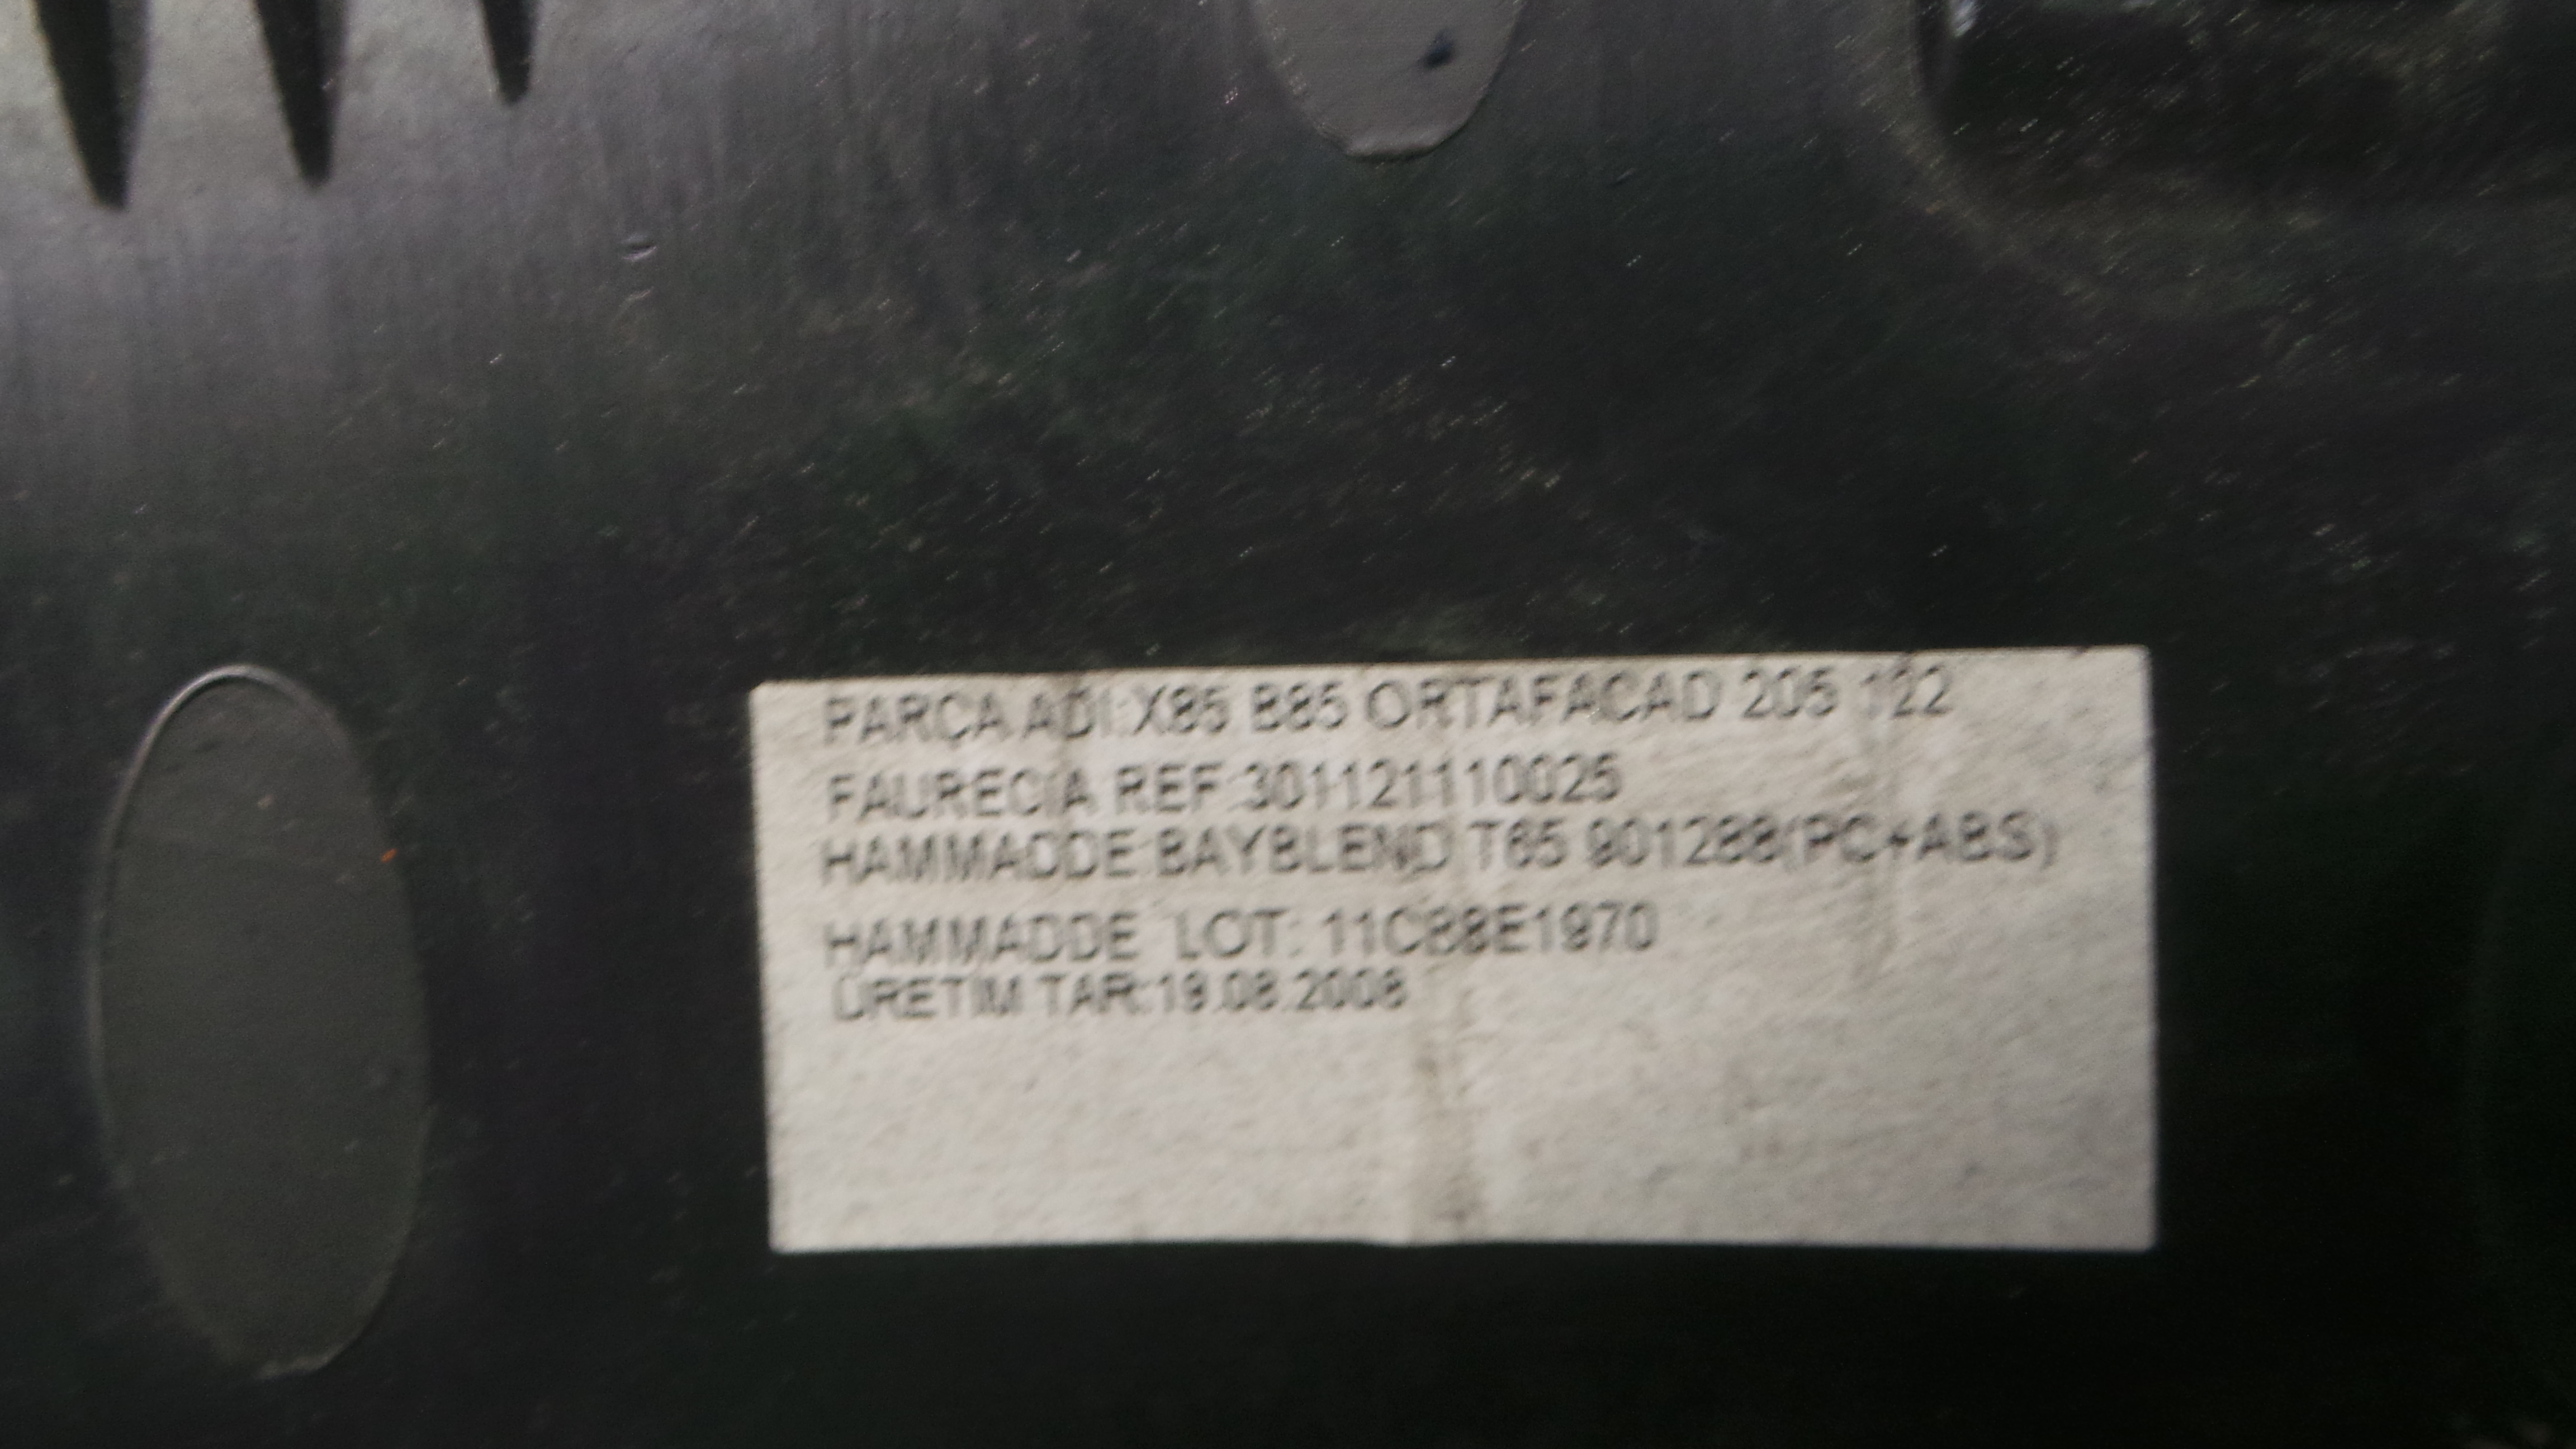 PARÇA ADI:X85 B85 ORTAFACAD 205 122
FAURECIA REF:301121110025
HAMMADDE:BAYBLEND T65 901288(PC+ABS)
HAMMADDE LOT: 11C88E1970
ÜRETİM TAR:19.08.2008